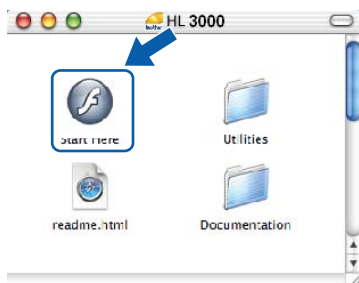 HL 3000
Start Here
Utilities
readme.html
Documentation